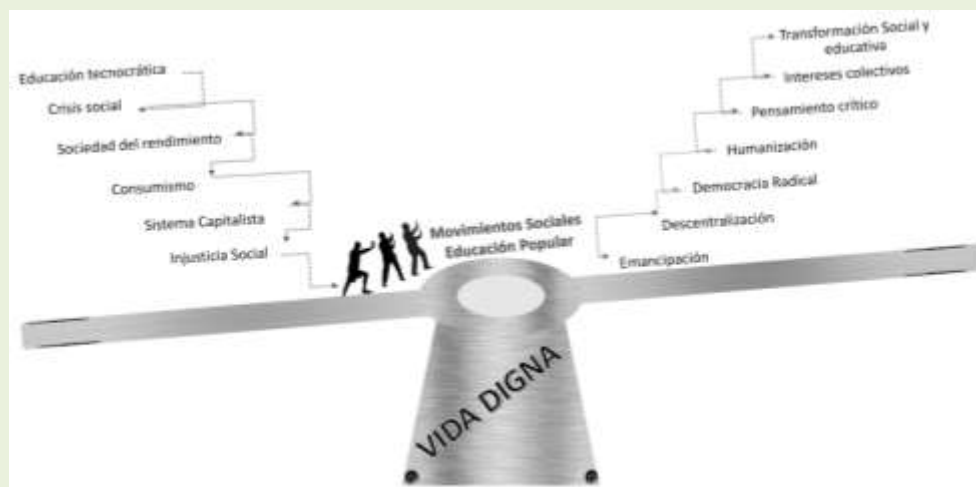 Educación tecnocrática
Crisis social
Sociedad del rendimiento
Consumismo
Sistema Capitalista
Injusticia Social
Movimientos Sociales
Educación Popular
Transformación Social y
educativa
Intereses colectivos
Pensamiento crítico
Humanización
Democracia Radical
Descentralización
Emancipación
VIDA DIGNA